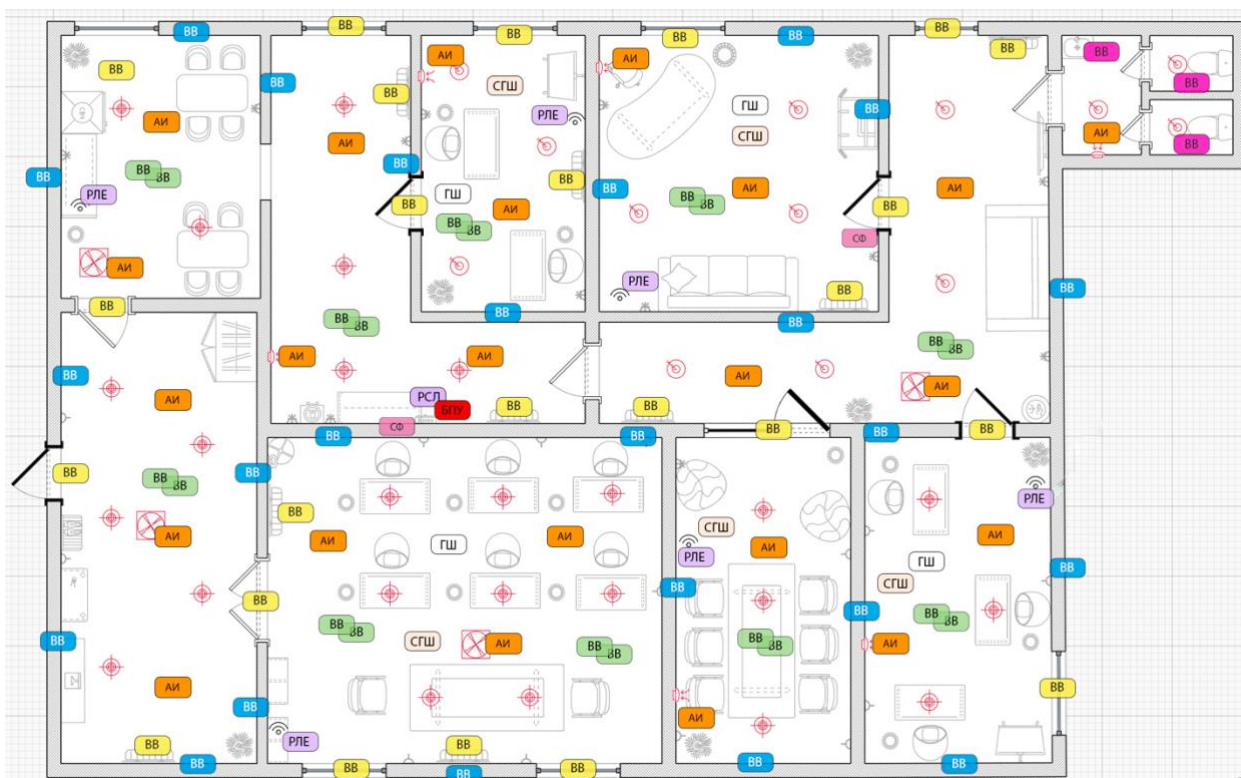 ВВ ВВ ВВ ВВ ВВ ВВ
АИ ВВ АИ
ВВ
ВВ ВВ СГШ
ВВ ГШ ВВ ВВ
АИ РЛЕ АИ
АИ СГШ
ВВ
ВВ ВВ ВВ
ВВ ВВ АИ ВВ АИ
РЛЕ ГШ ВВ
ВВ ВВ АИ ВВ ВВ ВВ
ВВ ВВ
СФ
АИ
РЛЕ ВВ ВВ
ВВ ВВ ВВ
ВВ ВВ ВВ
ВВ ВВ
АИ АИ
ВВ АИ
АИ РСЛ АИ
БПУ ВВ ВВ
СФ ВВ
ВВ ВВ ВВ ВВ
ВВ ВВ ВВ
ВВ ВВ РЛЕ
ВВ СГШ
АИ АИ АИ АИ
ГШ АИ РЛЕ
ГШ ВВ
СГШ
ВВ ВВ
ВВ ВВ ВВ
ВВ ВВ
ВВ СГШ АИ ВВ ВВ ВВ АИ
ВВ
АИ ВВ
ВВ АИ
РЛЕ ВВ ВВ
ВВ ВВ ВВ ВВ ВВ ВВ